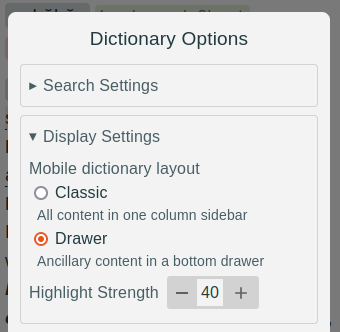 Dictionary Options
▸ Search Settings
▾ Display Settings
Mobile dictionary layout
Classic
All content in one column sidebar
Drawer
Ancillary content in a bottom drawer
Highlight Strength − 40 +